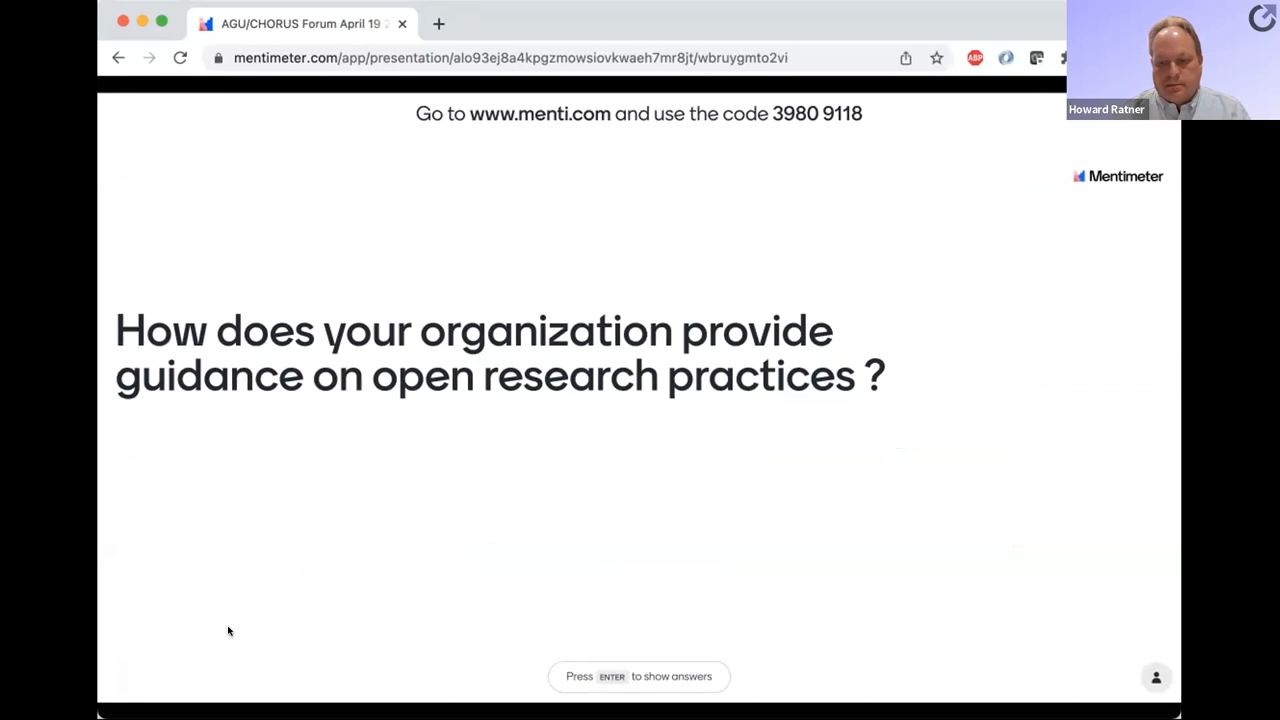 AGU/CHORUS Forum April 19 2
mentimeter.com/app/presentation/alo93ej8a4kpgzmowsiovkwaeh7mr8jt/wbruygmto2vi
ABP
Howard Ratner
Go to www.menti.com and use the code 3980 9118
Mentimeter
How does your organization provide
guidance on open research practices ?
Press ENTER to show answers